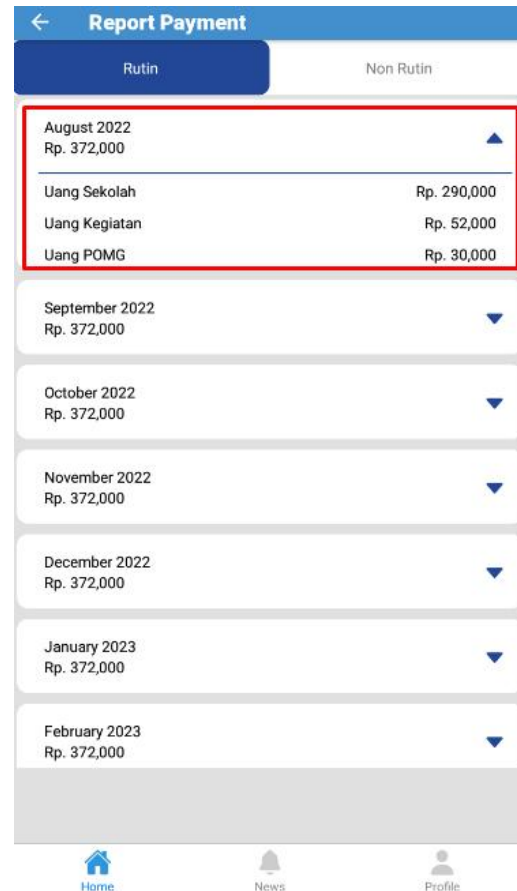 Report Payment
Rutin Non Rutin
August 2022
Rp. 372,000
Uang Sekolah Rp. 290,000
Uang Kegiatan Rp. 52,000
Uang POMG Rp. 30,000
September 2022
Rp. 372,000
October 2022
Rp. 372,000
November 2022
Rp. 372,000
December 2022
Rp. 372,000
January 2023
Rp. 372,000
February 2023
Rp. 372,000
Home News Profile